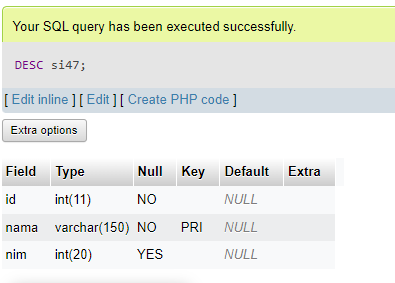 Your SQL query has been executed successfully.
DESC si47;
[ Edit inline ] [ Edit ] [ Create PHP code ]
Extra options
Field Type Null Key Default Extra
id int(11) NO NULL
nama varchar(150) NO PRI NULL
nim int(20) YES NULL